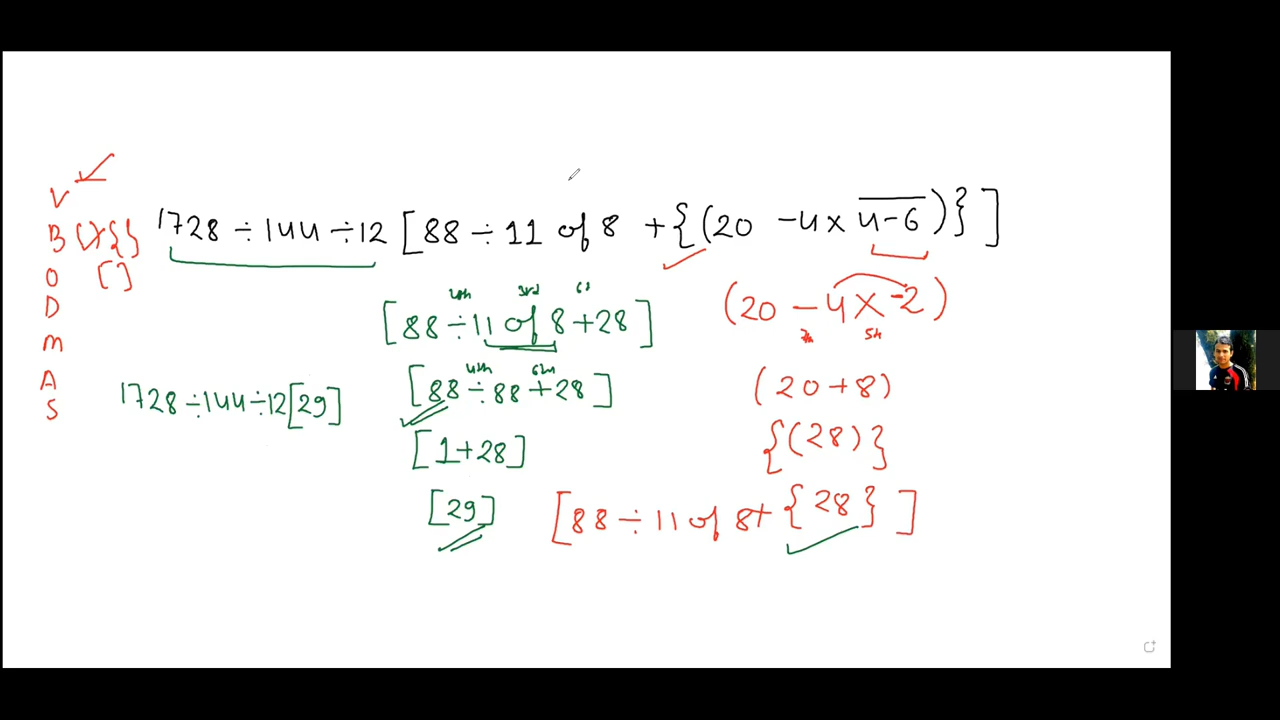 V
B () {} 1728 ÷ 144 ÷ 12 [88 ÷ 11 of 8 + {(20 - 4 x 4 - 6)}]
O []
D
M
A
S
4th 3rd
[88 ÷ 11 of 8 + 28]
4th 6th
[88 ÷ 88 + 28]
1728 ÷ 144 ÷ 12 [29]
[1 + 28]
[29]
(20 - 4 x -2)
5th
(20 + 8)
{(28)}
[88 ÷ 11 of 8 + {28}]